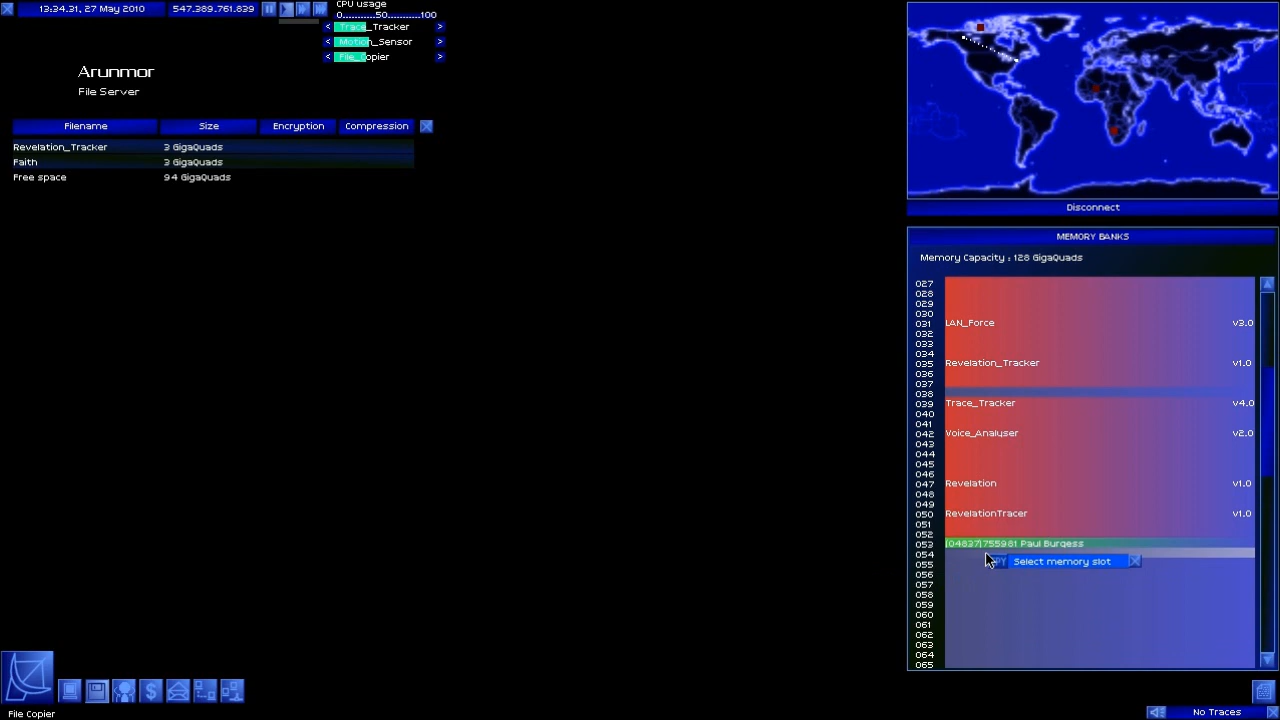 13:34.31, 27 May 2010
547.389.761.839
CPU usage
0..........50..........100
< Trace_Tracker >
< Motion_Sensor >
< File_Copier >
Arunmor
File Server
Filename Size Encryption Compression
Revelation_Tracker 3 GigaQuads
Faith 3 GigaQuads
Free space 94 GigaQuads
Disconnect
MEMORY BANKS
Memory Capacity : 128 GigaQuads
027
028
029
030
031 LAN_Force v3.0
032
033
034
035 Revelation_Tracker v1.0
036
037
038
039 Trace_Tracker v4.0
040
041
042 Voice_Analyser v2.0
043
044
045
046
047 Revelation v1.0
048
049
050 RevelationTracer v1.0
051
052
053 [04837]755981 Paul Burgess
054
055 Select memory slot
056
057
058
059
060
061
062
063
064
065
$
File Copier
No Traces